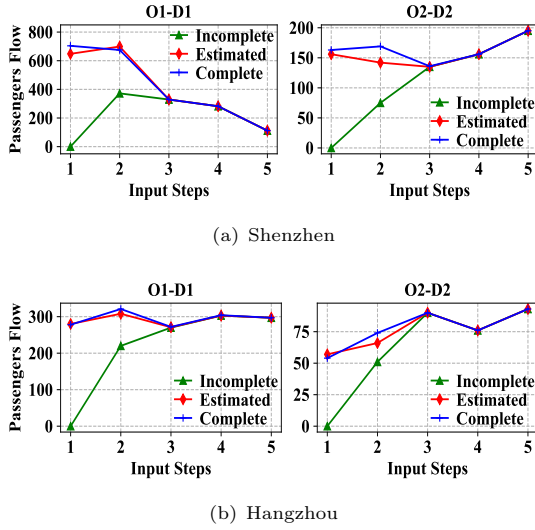 O1-D1
O2-D2
Passengers Flow
800
600
400
200
0
Incomplete
Estimated
Complete
1 2 3 4 5
Input Steps
200
150
100
50
0
Incomplete
Estimated
Complete
1 2 3 4 5
Input Steps
(a) Shenzhen
O1-D1
O2-D2
Passengers Flow
300
200
100
0
Incomplete
Estimated
Complete
1 2 3 4 5
Input Steps
75
50
25
0
Incomplete
Estimated
Complete
1 2 3 4 5
Input Steps
(b) Hangzhou